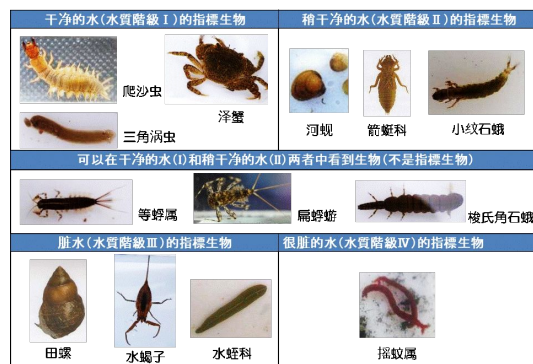 干净的水(水質階級Ⅰ)的指標生物
稍干净的水(水質階級Ⅱ)的指標生物
爬沙虫
泽蟹
三角涡虫
河蚬
箭蜓科
小纹石蛾
可以在干净的水(Ⅰ)和稍干净的水(Ⅱ)两者中看到生物(不是指標生物)
等蜉属
扁蜉蝣
梭氏角石蛾
脏水(水質階級Ⅲ)的指標生物
很脏的水(水質階級Ⅳ)的指標生物
田螺
水蝎子
水蛭科
摇蚊属